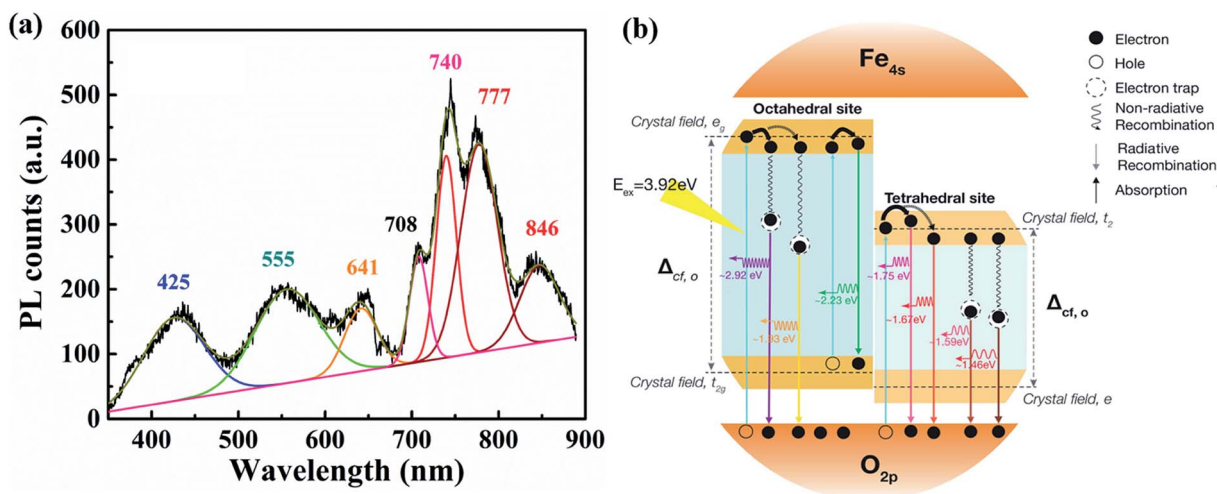 (a)
600
500
400
300
200
100
0
PL counts (a.u.)
425
555
641
708
740
777
846
400 500 600 700 800 900
Wavelength (nm)
(b)
Fe4s
Electron
Hole
Electron trap
Non-radiative
Recombination
Radiative
Recombination
Absorption
Octahedral site
Crystal field, eg
Eex=3.92eV
Tetrahedral site
Crystal field, t2
Δcf, o
~2.92 eV
~1.93 eV
~2.23 eV
~1.75 eV
~1.67eV
~1.59eV
~1.46eV
Δcf, o
Crystal field, t2g
Crystal field, e
O2p